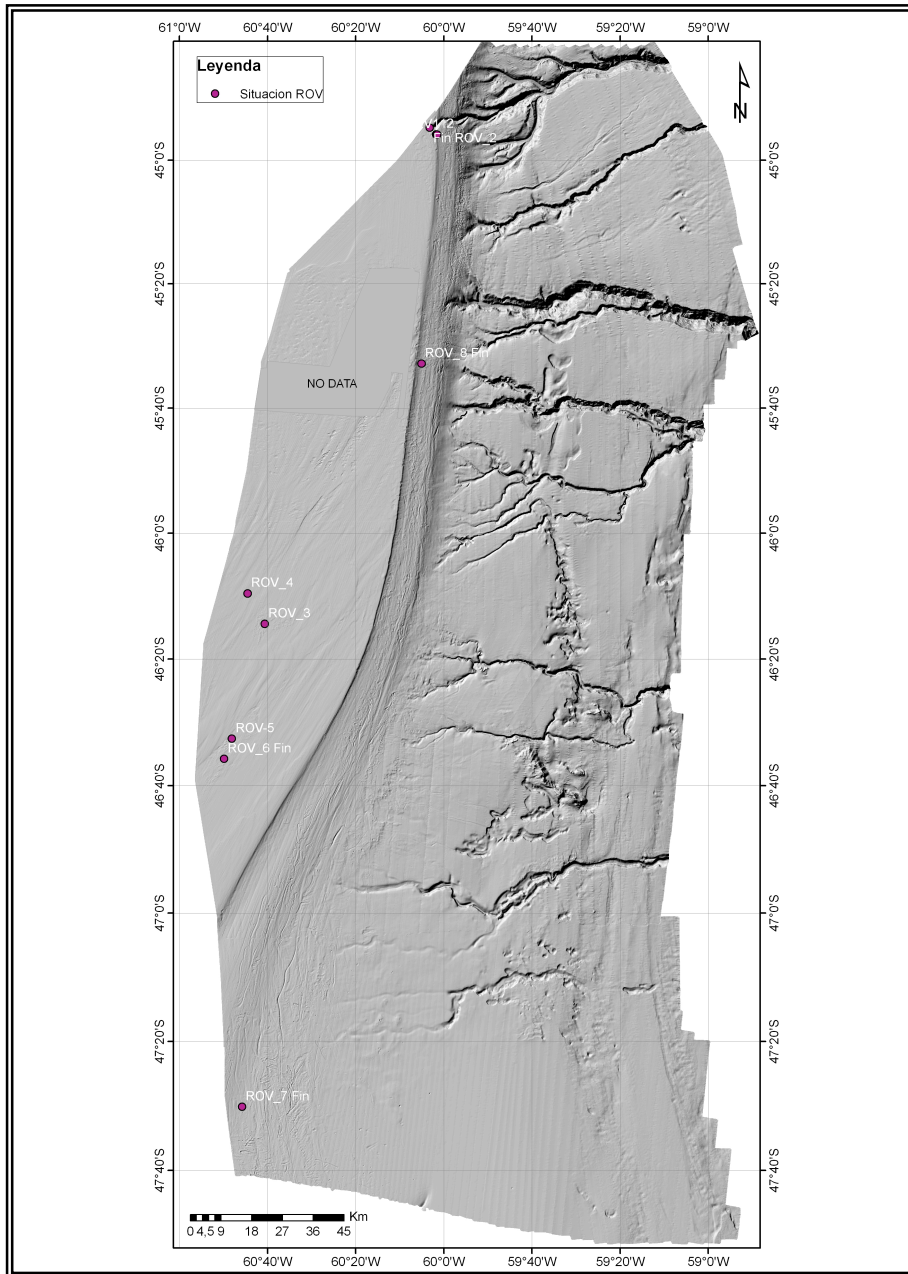 61°0'W 60°40'W 60°20'W 60°0'W 59°40'W 59°20'W 59°0'W
Leyenda
Situacion ROV
N
Fin ROV_2
45°0'S 45°0'S
45°20'S 45°20'S
ROV_8 Fin
NO DATA
45°40'S 45°40'S
46°0'S 46°0'S
ROV_4
ROV_3
46°20'S 46°20'S
ROV-5
ROV_6 Fin
46°40'S 46°40'S
47°0'S 47°0'S
47°20'S 47°20'S
ROV_7 Fin
47°40'S 47°40'S
Km
0 4,5 9 18 27 36 45
60°40'W 60°20'W 60°0'W 59°40'W 59°20'W 59°0'W